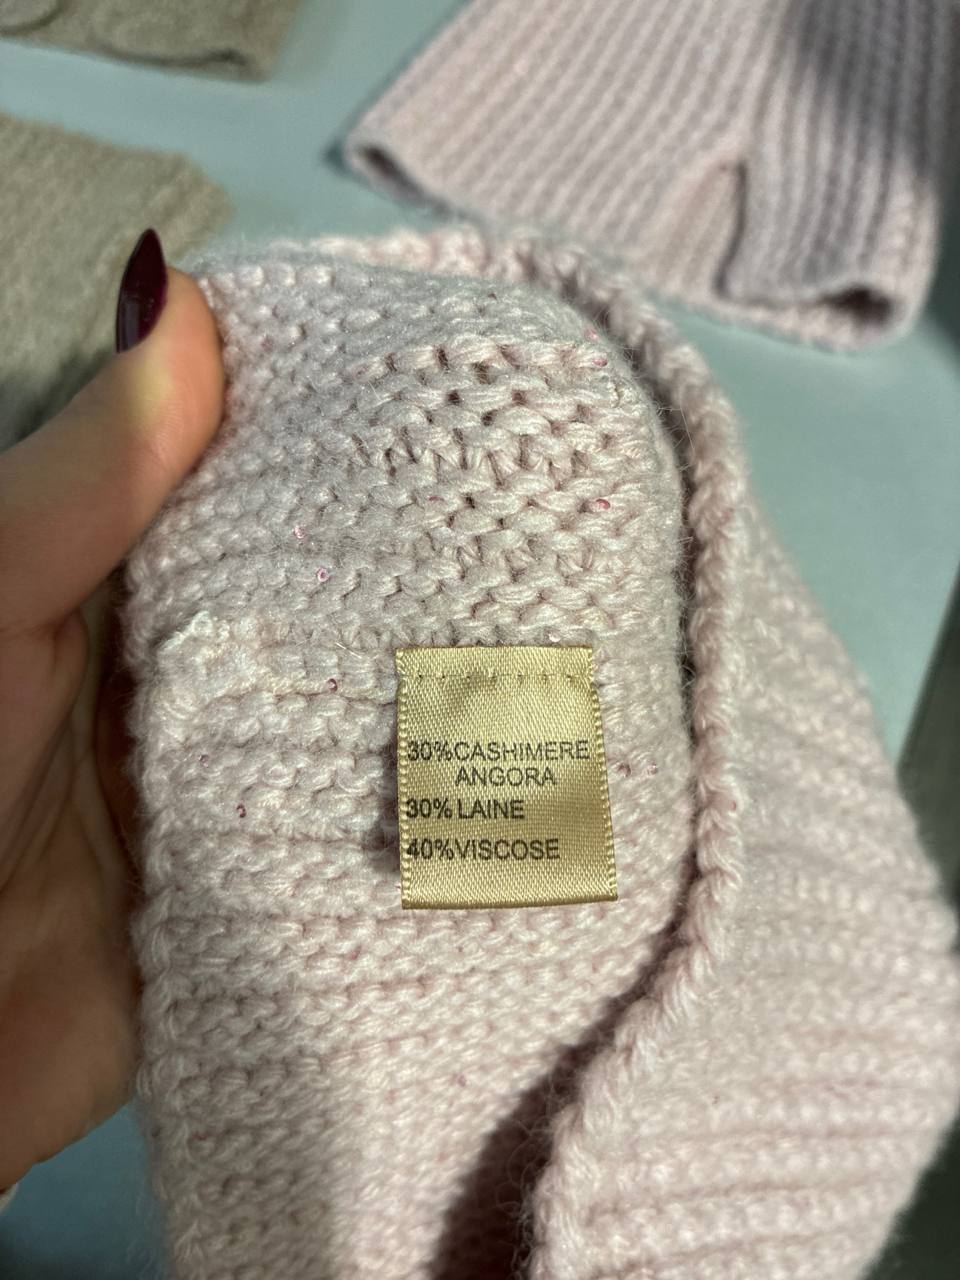 30%CASHIMERE
ANGORA
30% LAINE
40%VISCOSE